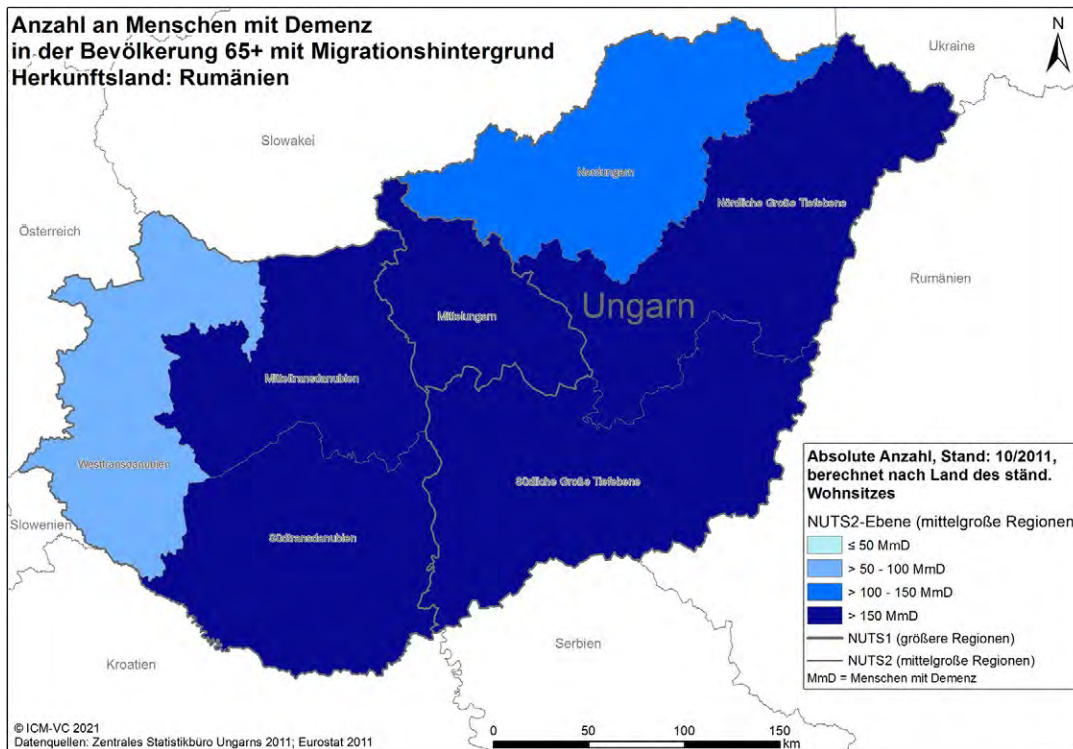 Anzahl an Menschen mit Demenz
in der Bevölkerung 65+ mit Migrationshintergrund
Herkunftsland: Rumänien
N
Ukraine
Slowakei
Nordungarn
Nördliche Große Tiefebene
Österreich
Rumänien
Ungarn
Mittelungarn
Mitteltransdanubien
Westtransdanubien
Südliche Große Tiefebene
Slowenien
Südtransdanubien
Serbien
Kroatien
Absolute Anzahl, Stand: 10/2011,
berechnet nach Land des ständ.
Wohnsitzes
NUTS2-Ebene (mittelgroße Regionen
≤ 50 MmD
> 50 - 100 MmD
> 100 - 150 MmD
> 150 MmD
NUTS1 (größere Regionen)
NUTS2 (mittelgroße Regionen)
MmD = Menschen mit Demenz
© ICM-VC 2021
Datenquellen: Zentrales Statistikbüro Ungarns 2011; Eurostat 2011
0 50 100 150
km